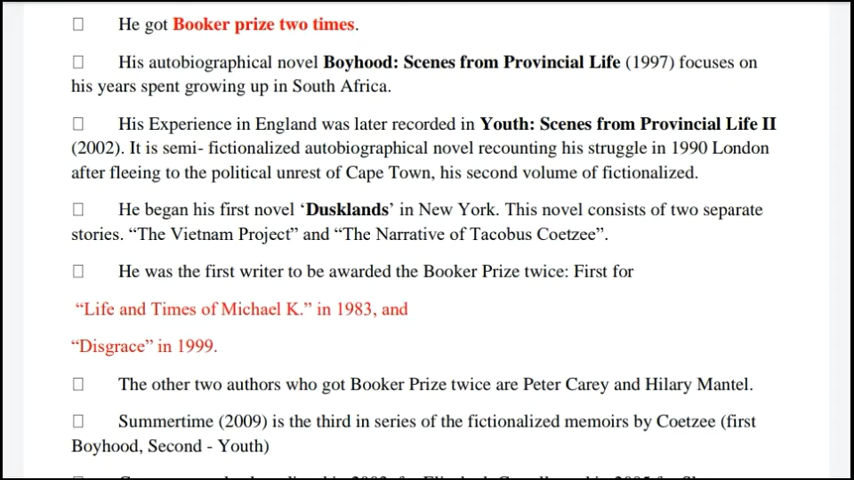 He got Booker prize two times.
His autobiographical novel Boyhood: Scenes from Provincial Life (1997) focuses on
his years spent growing up in South Africa.
His Experience in England was later recorded in Youth: Scenes from Provincial Life II
(2002). It is semi- fictionalized autobiographical novel recounting his struggle in 1990 London
after fleeing to the political unrest of Cape Town, his second volume of fictionalized.
He began his first novel ‘Dusklands’ in New York. This novel consists of two separate
stories. “The Vietnam Project” and “The Narrative of Tacobus Coetzee”.
He was the first writer to be awarded the Booker Prize twice: First for
“Life and Times of Michael K.” in 1983, and
“Disgrace” in 1999.
The other two authors who got Booker Prize twice are Peter Carey and Hilary Mantel.
Summertime (2009) is the third in series of the fictionalized memoirs by Coetzee (first
Boyhood, Second - Youth)